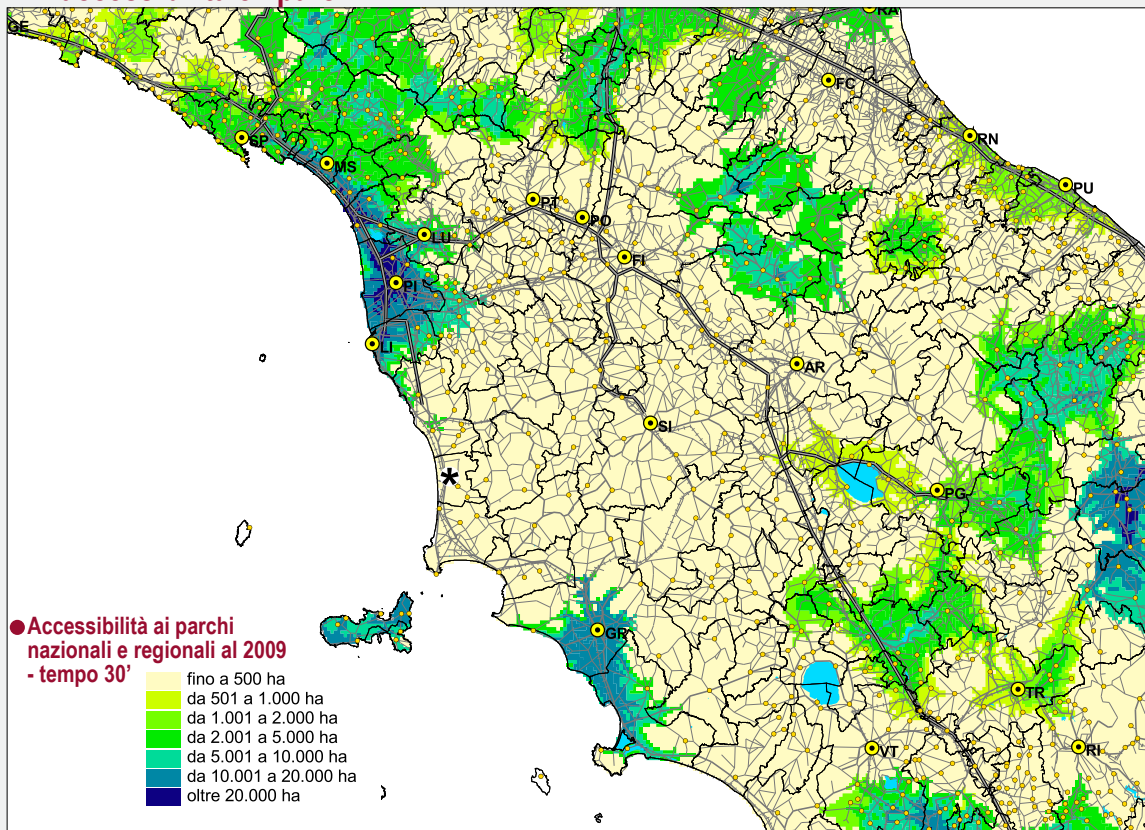 GE
RA
FC
RN
SP
MS
PU
PT
PO
LU
FI
PI
LI
AR
SI
*
PG
GR
TR
VT
RI
Accessibilità ai parchi
nazionali e regionali al 2009
- tempo 30'
fino a 500 ha
da 501 a 1.000 ha
da 1.001 a 2.000 ha
da 2.001 a 5.000 ha
da 5.001 a 10.000 ha
da 10.001 a 20.000 ha
oltre 20.000 ha